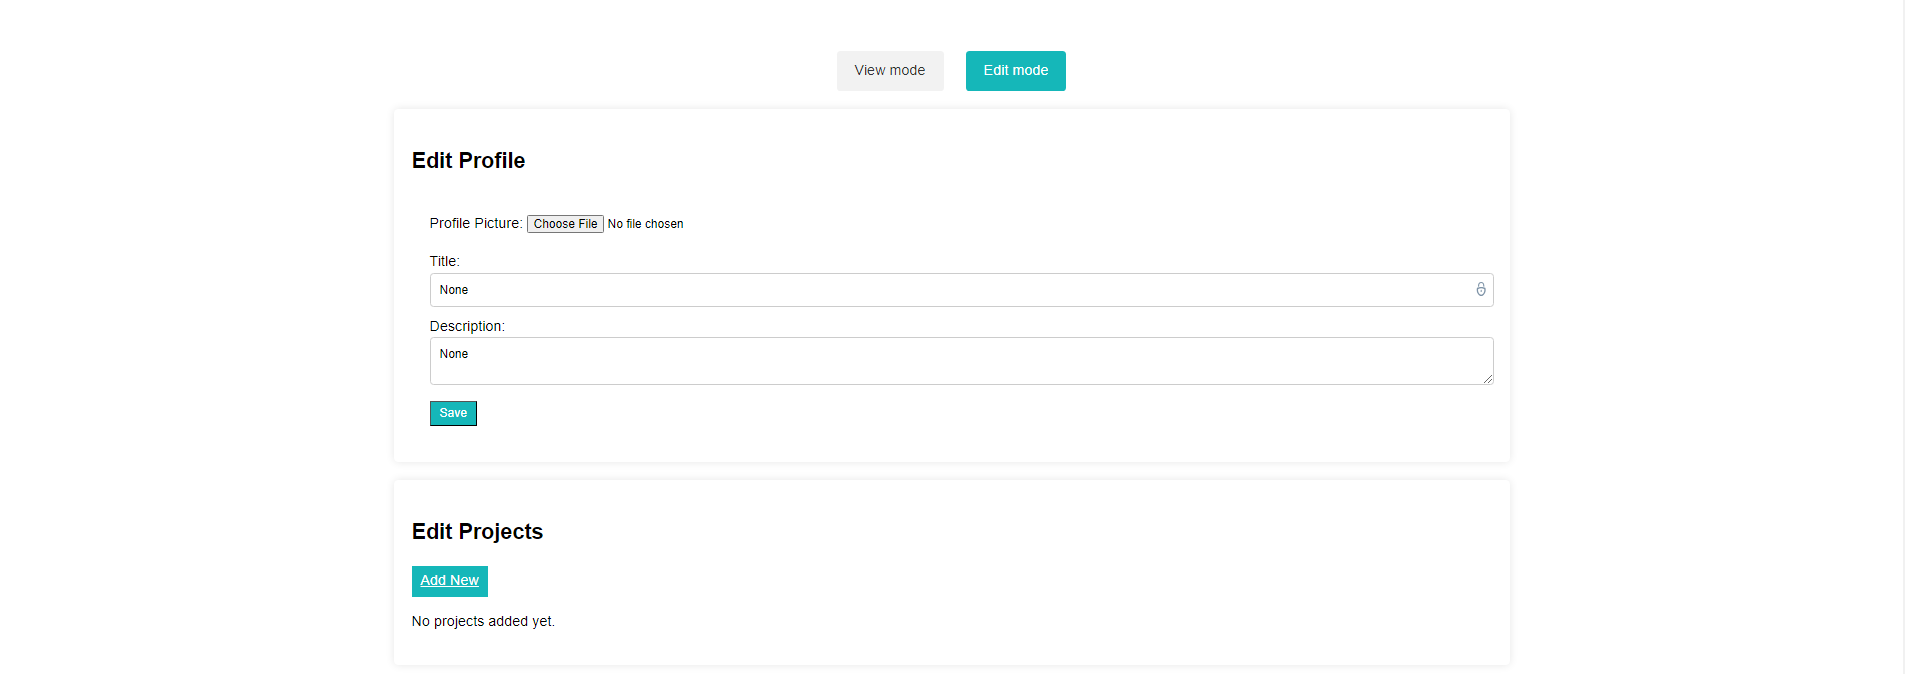 View mode Edit mode
Edit Profile
Profile Picture: Choose File No file chosen
Title:
None
Description:
None
Save
Edit Projects
Add New
No projects added yet.